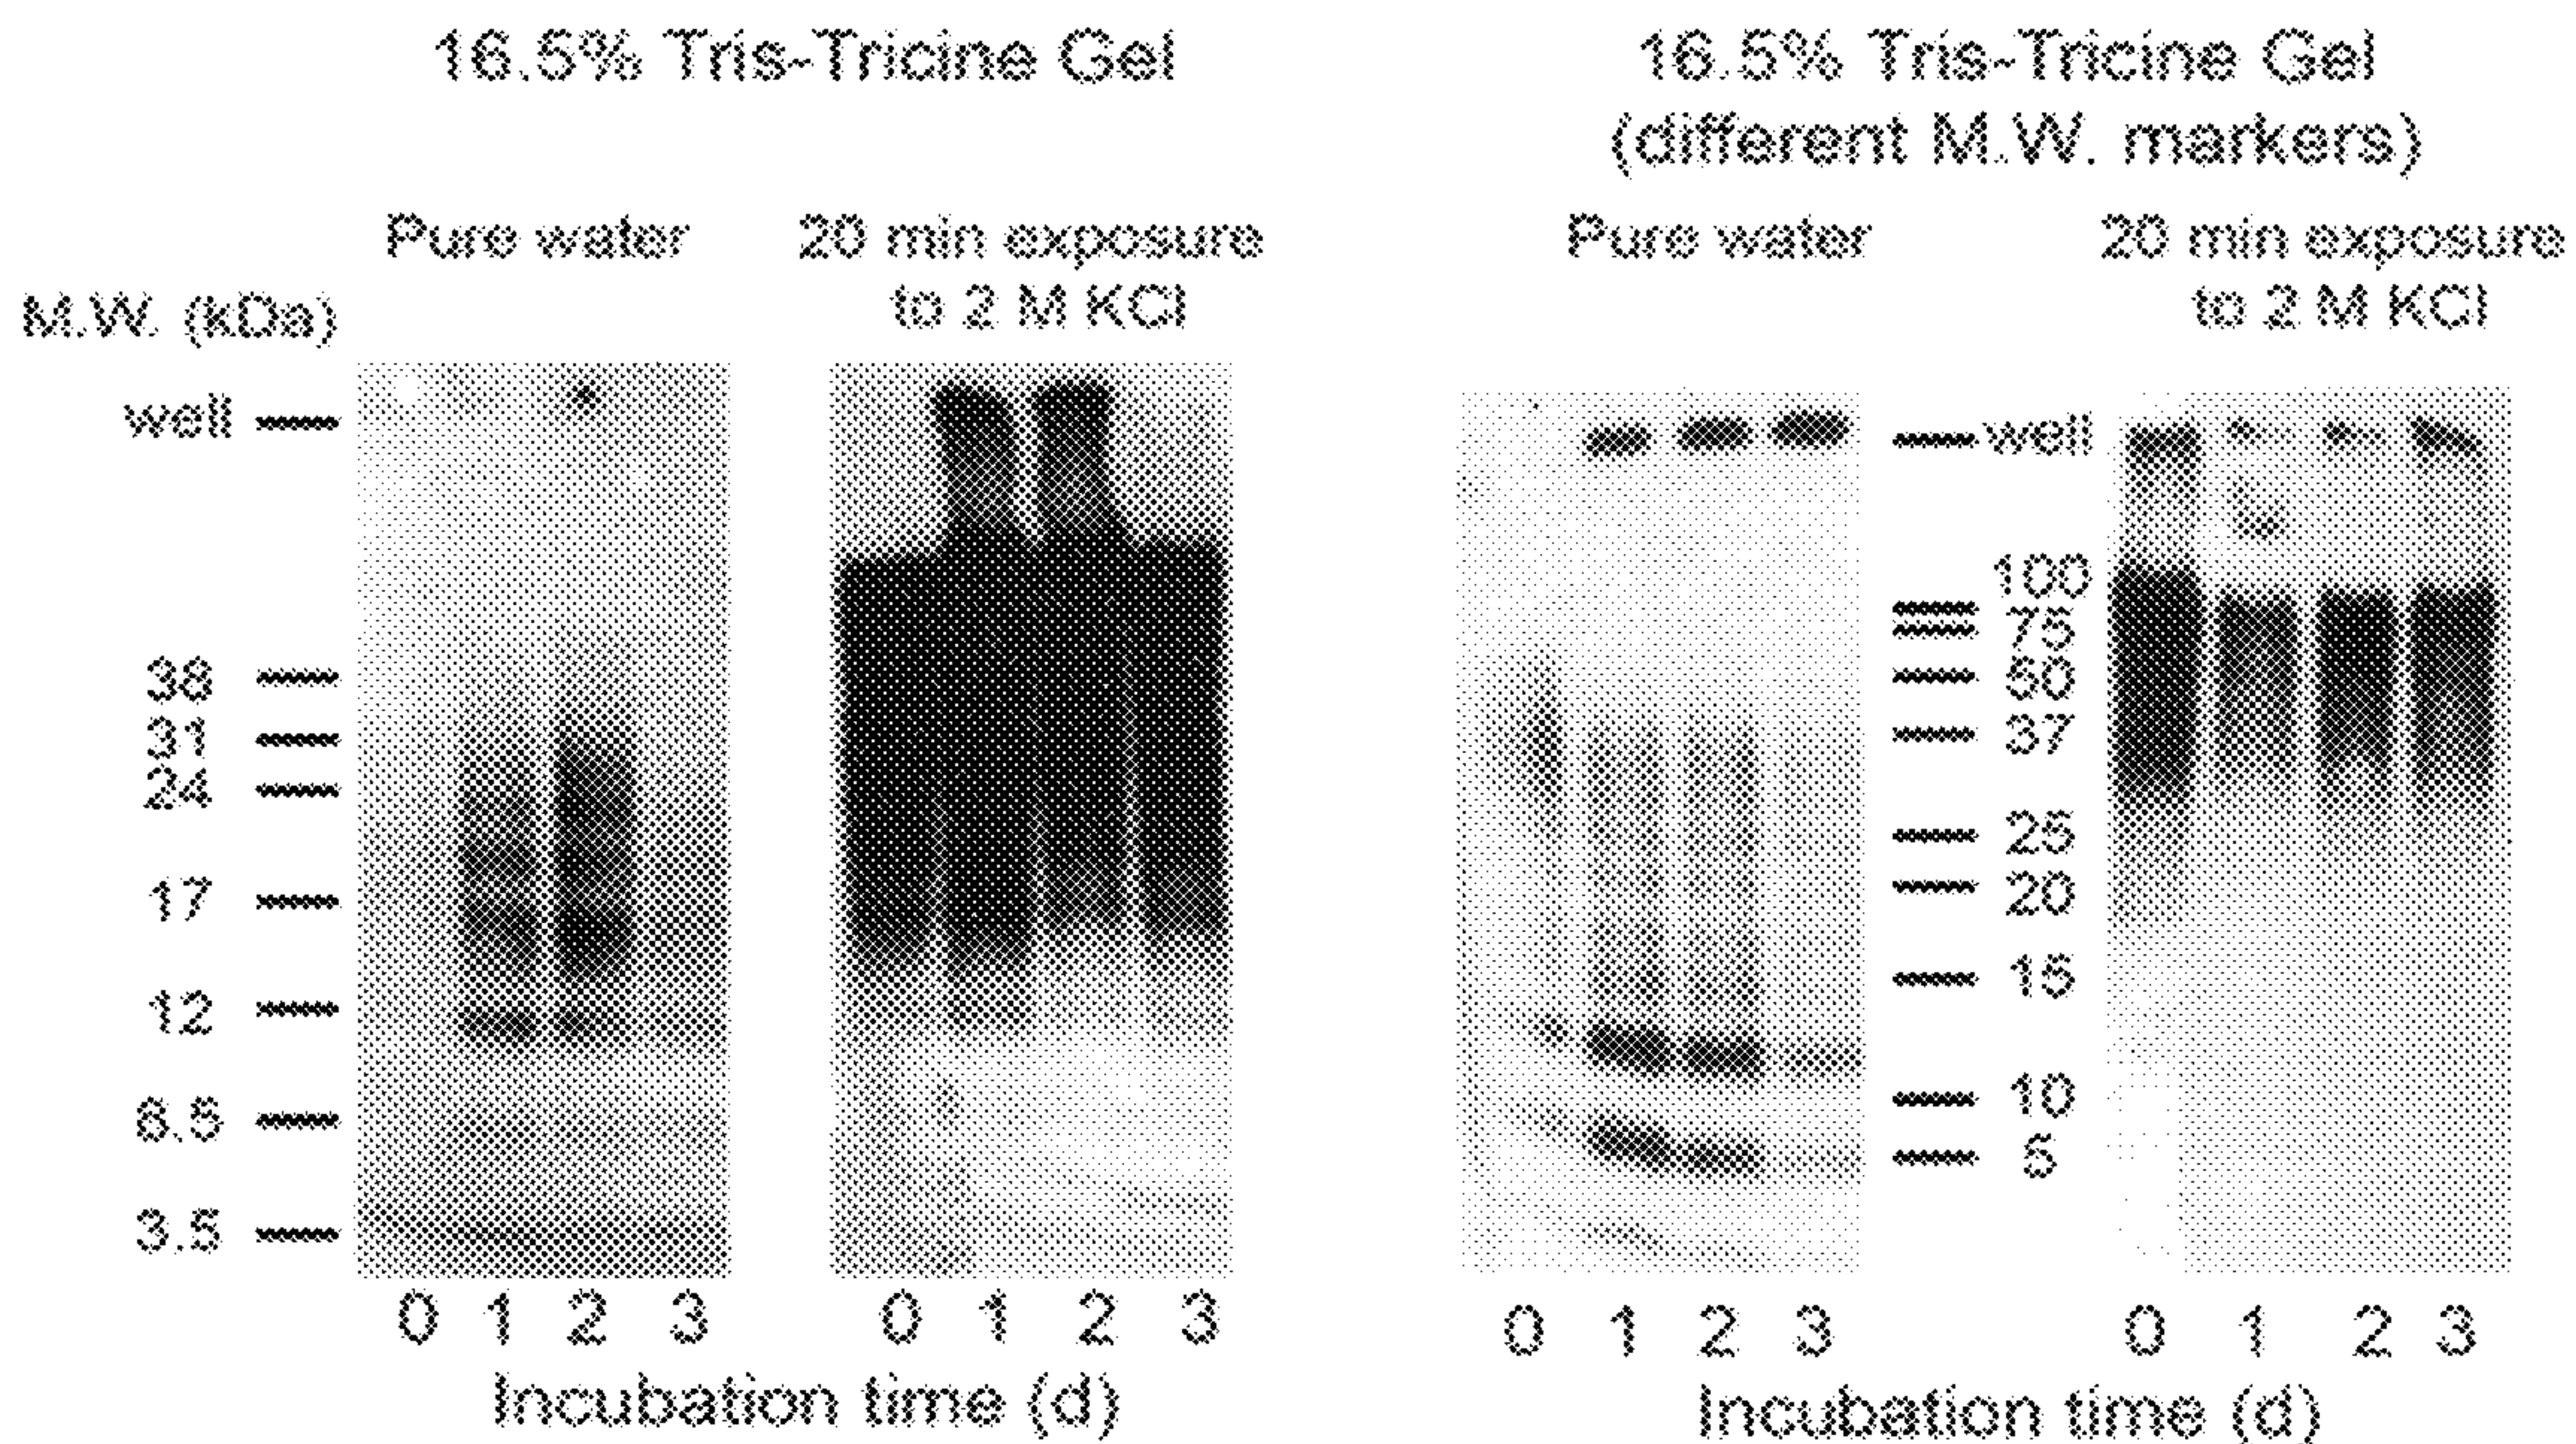 16.5% Tris-Tricine Gel
16.5% Tris-Tricine Gel
(different M.W. markers)
Pure water
20 min exposure
to 2 M KCl
Pure water
20 min exposure
to 2 M KCl
M.W. (kDa)
well
38
31
24
17
12
6.5
3.5
well
100
75
50
37
25
20
15
10
5
0 1 2 3
0 1 2 3
0 1 2 3
0 1 2 3
Incubation time (d)
Incubation time (d)